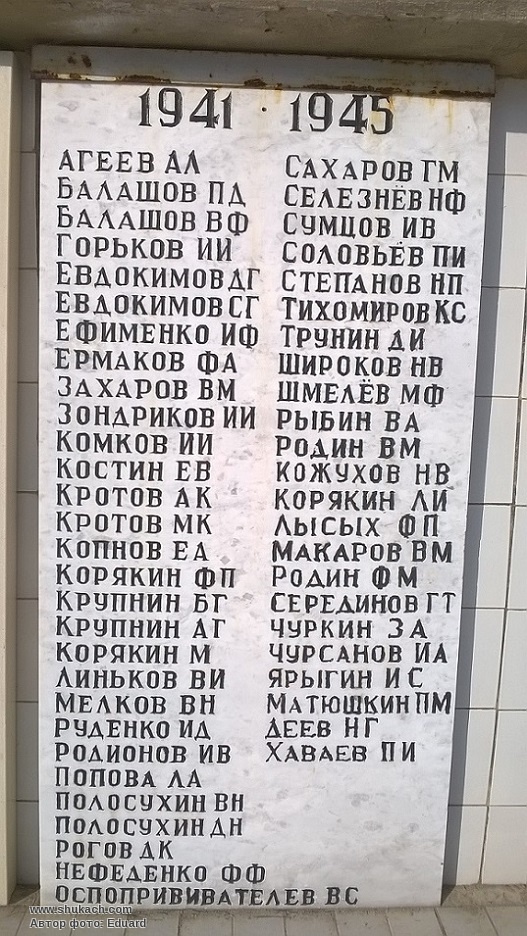 1941 · 1945
АГЕЕВ АЛ
БАЛАШОВ ПД
БАЛАШОВ ВФ
ГОРЬКОВ ИИ
ЕВДОКИМОВ ДГ
ЕВДОКИМОВ СГ
ЕФИМЕНКО ИФ
ЕРМАКОВ ФА
ЗАХАРОВ ВМ
ЗОНДРИКОВ ИИ
КОМКОВ ИИ
КОСТИН ЕВ
КРОТОВ АК
КРОТОВ МК
КОПНОВ ЕД
КОРЯКИН ФП
КРУПНИН БГ
КРУПНИН АГ
КОРЯКИН М
ЛИНЬКОВ ВИ
МЕЛКОВ ВН
РУДЕНКО ИД
РОДИОНОВ ИВ
ПОПОВА ЛА
ПОЛОСУХИН ВН
ПОЛОСУХИН ДН
РОГОВ ДК
НЕФЕДЕНКО ФФ
ОСПОПРИВИВАТЕЛЕВ ВС
САХАРОВ ГМ
СЕЛЕЗНЁВ НФ
СУМЦОВ ИВ
СОЛОВЬЁВ ПИ
СТЕПАНОВ НП
ТИХОМИРОВ КС
ТРУНИН ДИ
ШИРОКОВ НВ
ШМЕЛЁВ МФ
РЫБИН ВА
РОДИН ВМ
КОЖУХОВ НВ
КОРЯКИН ЛИ
ЛЫСЫХ ФП
МАКАРОВ ВМ
РОДИН ФМ
СЕРЕДИНОВ ГТ
ЧУРКИН ЗА
ЧУРСАНОВ ИА
ЯРЫГИН ИС
МАТЮШКИН ПМ
ДЕЕВ НГ
ХАВАЕВ ПИ
www.shukach.com
Автор фото: Eduard